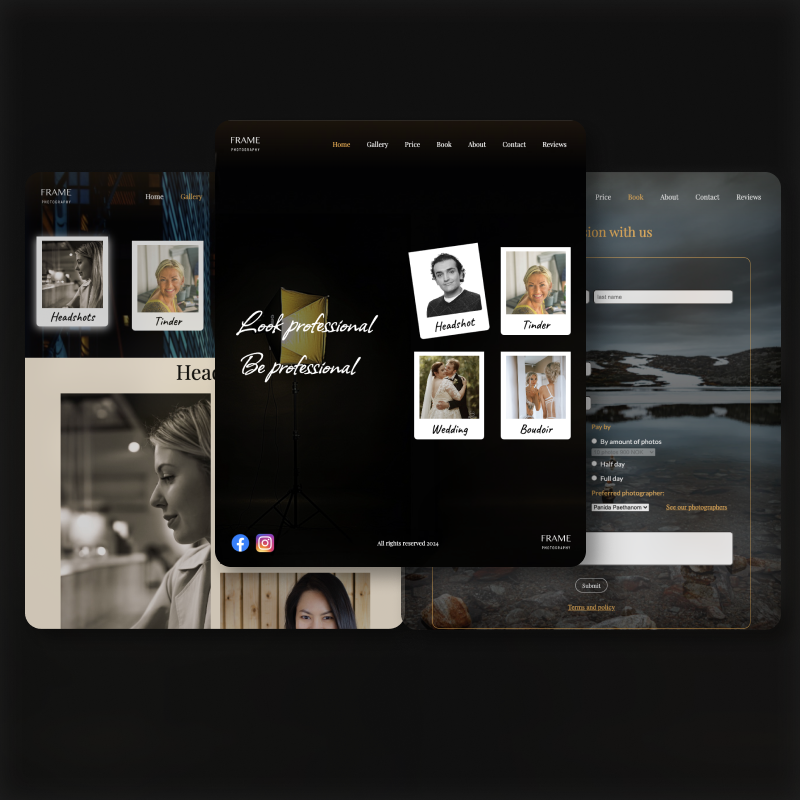 FRAME
PHOTOGRAPHY
Home Gallery Price Book About Contact Reviews
Look professional
Be professional
Headshot
Tinder
Wedding
Boudoir
All rights reserved 2024
FRAME
PHOTOGRAPHY
FRAME
PHOTOGRAPHY
Home Gallery
Headshots
Tinder
Head
Price Book About Contact Reviews
sion with us
last name
Pay by
By amount of photos
Half day
Full day
Preferred photographer:
Panida Paethanom
See our photographers
Submit
Terms and policy